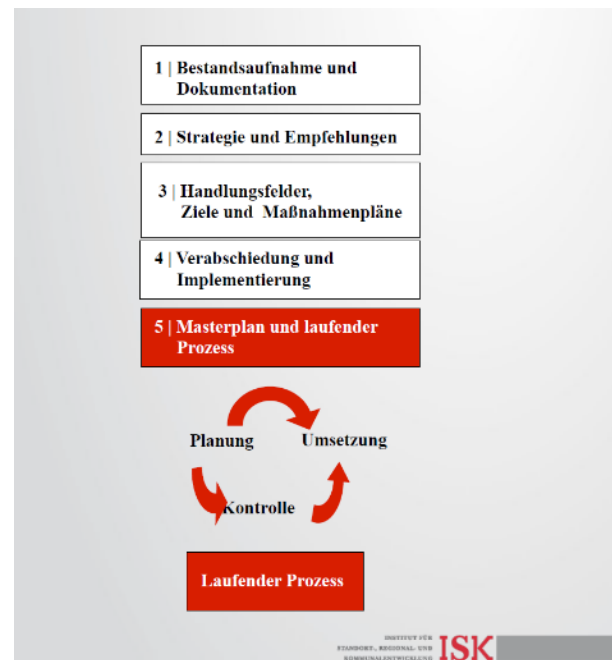 1 | Bestandsaufnahme und
Dokumentation
2 | Strategie und Empfehlungen
3 | Handlungsfelder,
Ziele und Maßnahmenpläne
4 | Verabschiedung und
Implementierung
5 | Masterplan und laufender
Prozess
Planung Umsetzung
Kontrolle
Laufender Prozess
INSTITUT FÜR
STANDORT-, REGIONAL- UND
KOMMUNALENTWICKLUNG
ISK